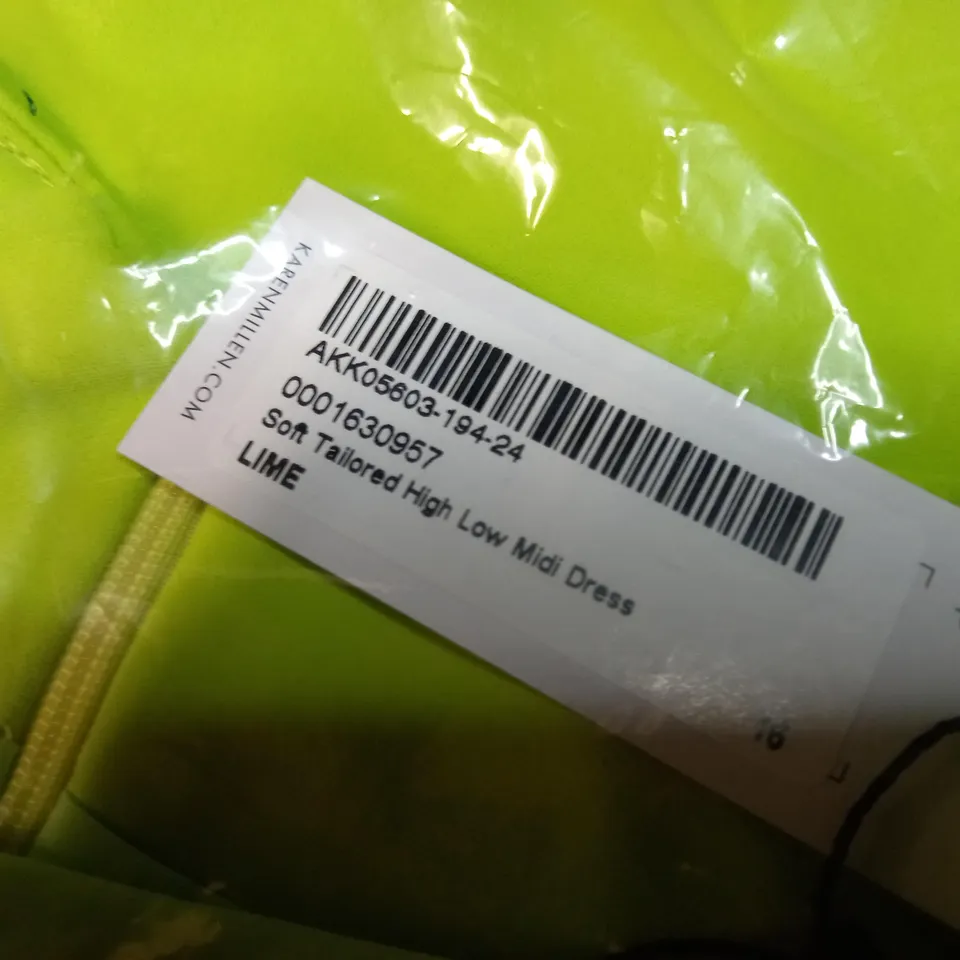 KARENMILLEN.COM
AKK05603-194-24
0001630957
Soft Tailored High Low Midi Dress
LIME
16